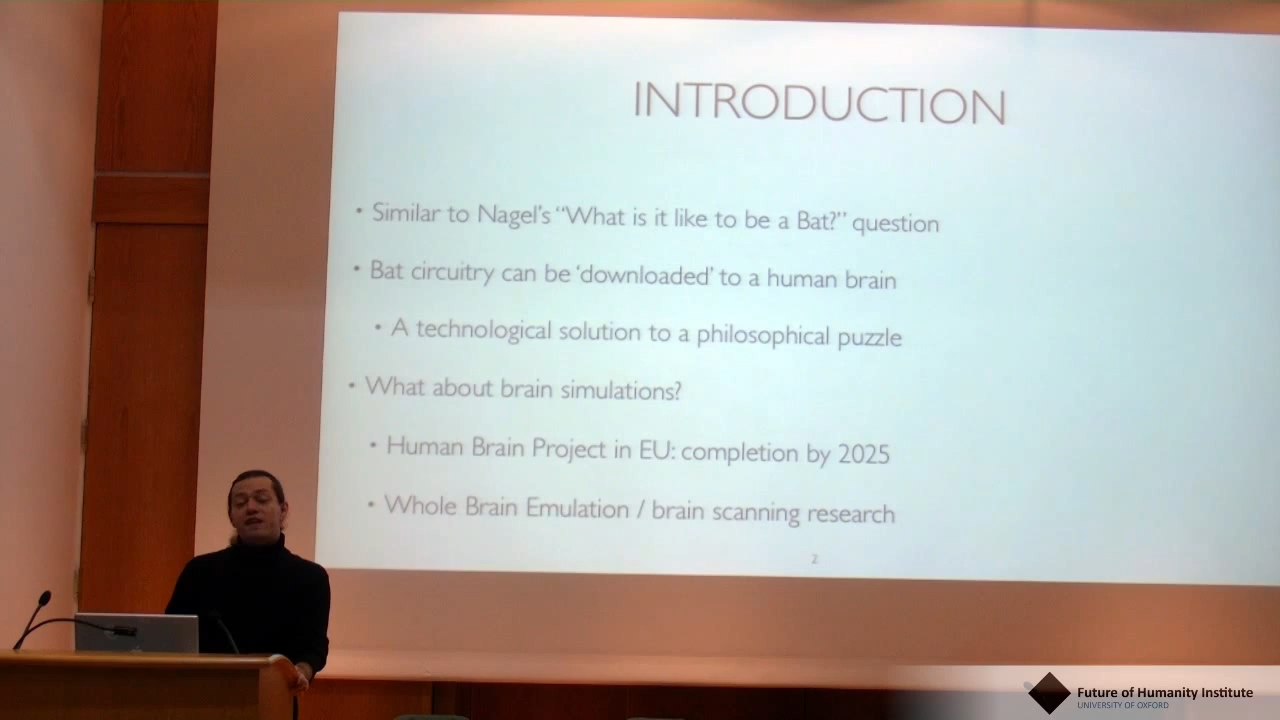 INTRODUCTION
• Similar to Nagel's “What is it like to be a Bat?” question
• Bat circuitry can be ‘downloaded’ to a human brain
• A technological solution to a philosophical puzzle
• What about brain simulations?
• Human Brain Project in EU: completion by 2025
• Whole Brain Emulation / brain scanning research
2
Future of Humanity Institute
UNIVERSITY OF OXFORD